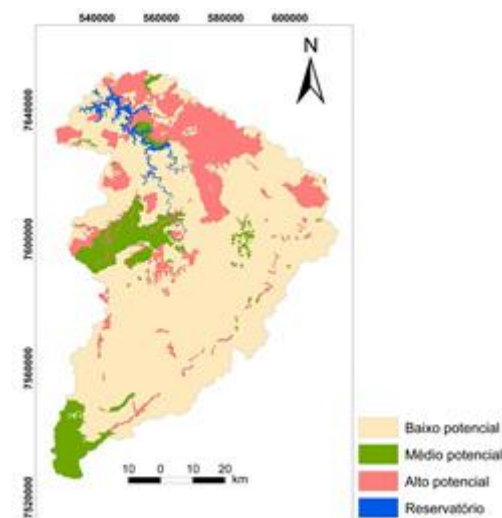 540000 560000 580000 600000
N
7640000
7600000
7560000
7520000
10 0 10 20
km
Baixo potencial
Médio potencial
Alto potencial
Reservatório